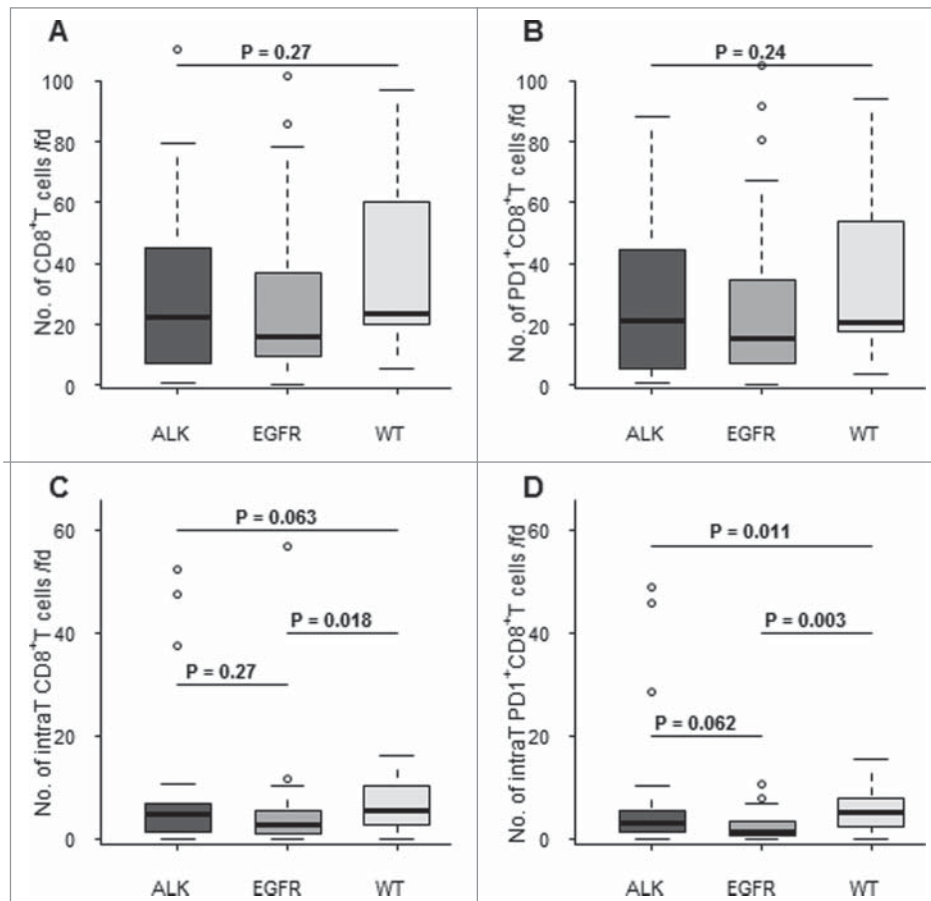 A
P = 0.27
No. of CD8+T cells /fd
100
80
60
40
20
0
ALK EGFR WT
B
P = 0.24
No. of PD1+CD8+T cells /fd
100
80
60
40
20
0
ALK EGFR WT
C
P = 0.063
P = 0.018
P = 0.27
No. of intraT CD8+T cells /fd
60
40
20
0
ALK EGFR WT
D
P = 0.011
P = 0.003
P = 0.062
No. of intraT PD1+CD8+T cells /fd
60
40
20
0
ALK EGFR WT